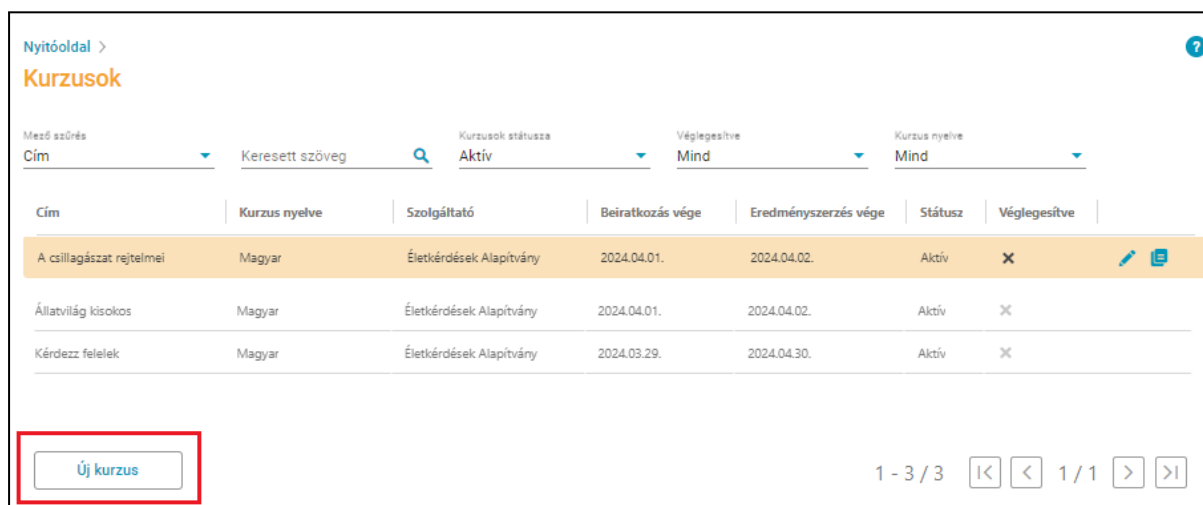 Nyitóoldal >
?
Kurzusok
Mező szűrés
Cím
Keresett szöveg
Kurzusok státusza
Aktív
Véglegesítve
Mind
Kurzus nyelve
Mind
Cím Kurzus nyelve Szolgáltató Beiratkozás vége Eredményszerzés vége Státusz Véglegesítve
A csillagászat rejtelmei Magyar Életkérdések Alapítvány 2024.04.01. 2024.04.02. Aktív
Állatvilág kisokos Magyar Életkérdések Alapítvány 2024.04.01. 2024.04.02. Aktív
Kérdezz felelek Magyar Életkérdések Alapítvány 2024.03.29. 2024.04.30. Aktív
Új kurzus
1 - 3 / 3 1 / 1